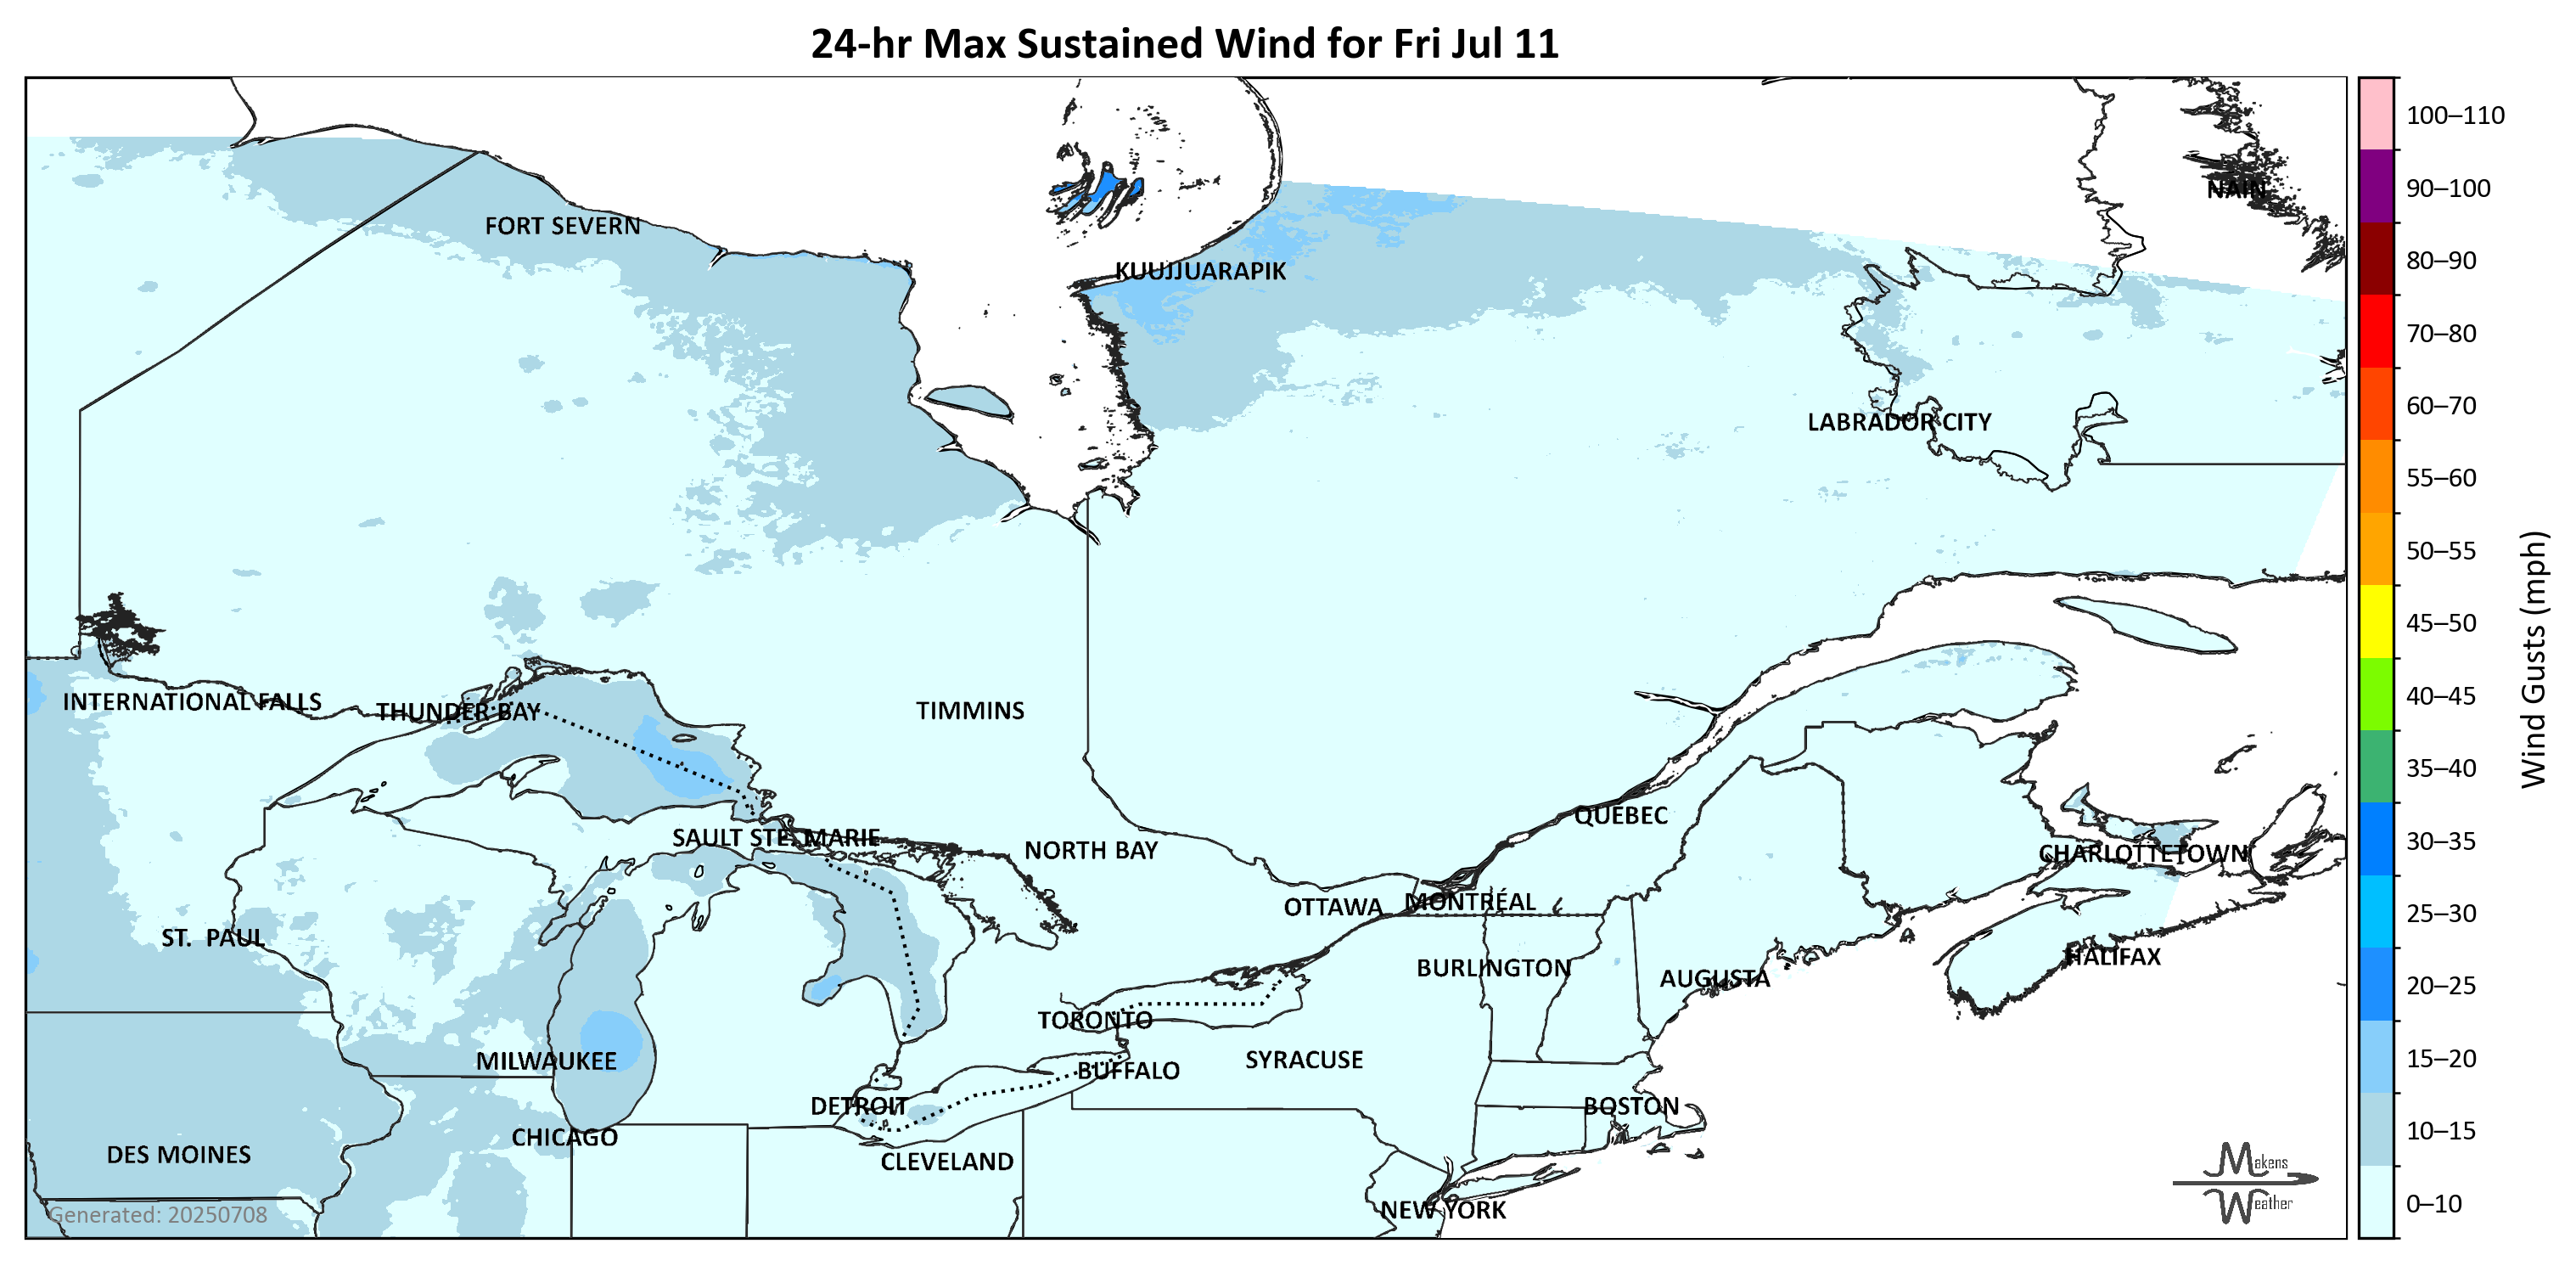 24-hr Max Sustained Wind for Fri Jul 11
100–110
NAIN
90–100
FORT SEVERN
80–90
KUUJJUARAPIK
70–80
60–70
LABRADOR CITY
55–60
50–55
45–50
Wind Gusts (mph)
40–45
INTERNATIONAL FALLS
THUNDER BAY
TIMMINS
35–40
QUÉBEC
30–35
SAULT STE. MARIE
NORTH BAY
CHARLOTTETOWN
OTTAWA
MONTRÉAL
25–30
ST. PAUL
HALIFAX
BURLINGTON
AUGUSTA
20–25
TORONTO
MILWAUKEE
SYRACUSE
15–20
BUFFALO
DETROIT
BOSTON
10–15
CHICAGO
DES MOINES
CLEVELAND
Makens
Weather
0–10
NEW YORK
Generated: 20250708